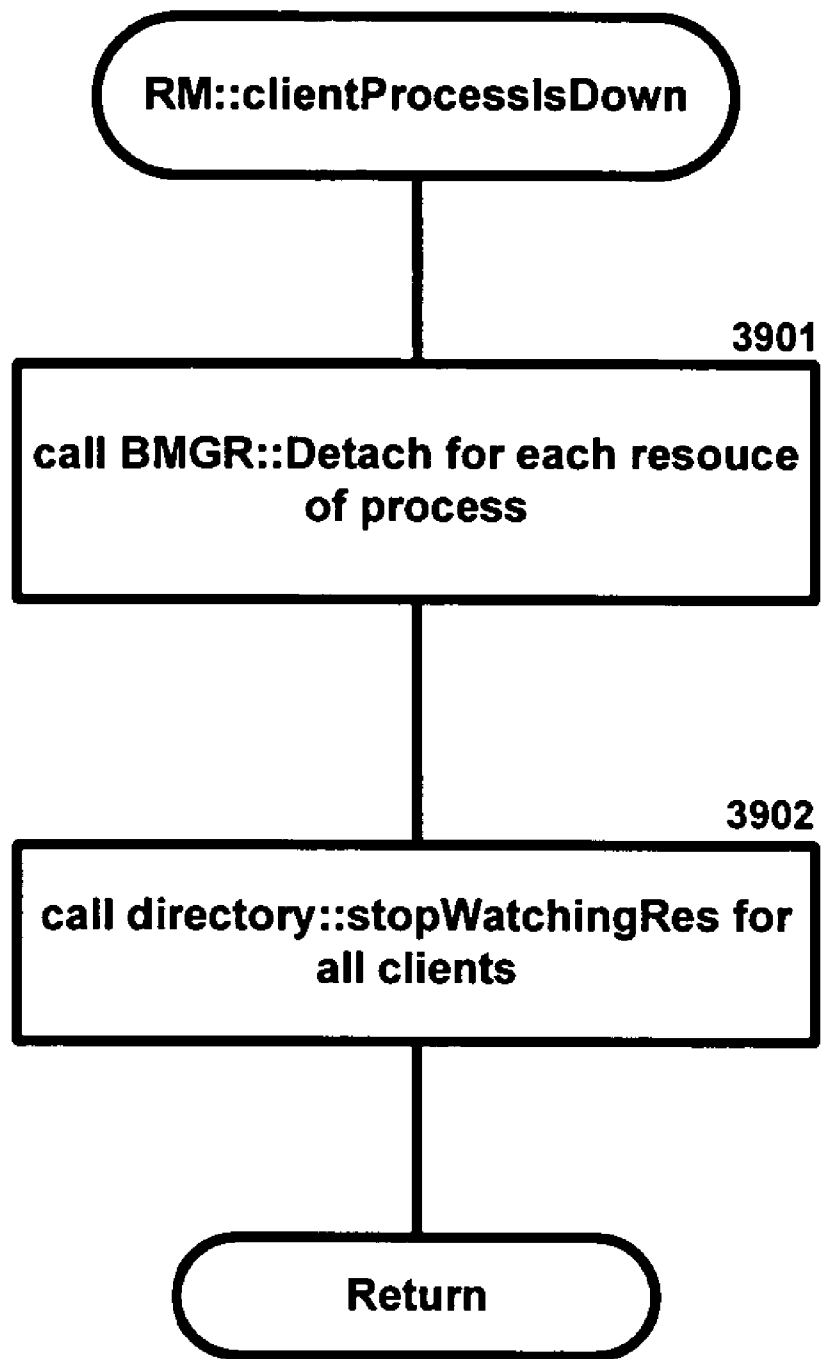 RM::clientProcessIsDown
3901
call BMGR::Detach for each resouce
of process
3902
call directory::stopWatchingRes for
all clients
Return